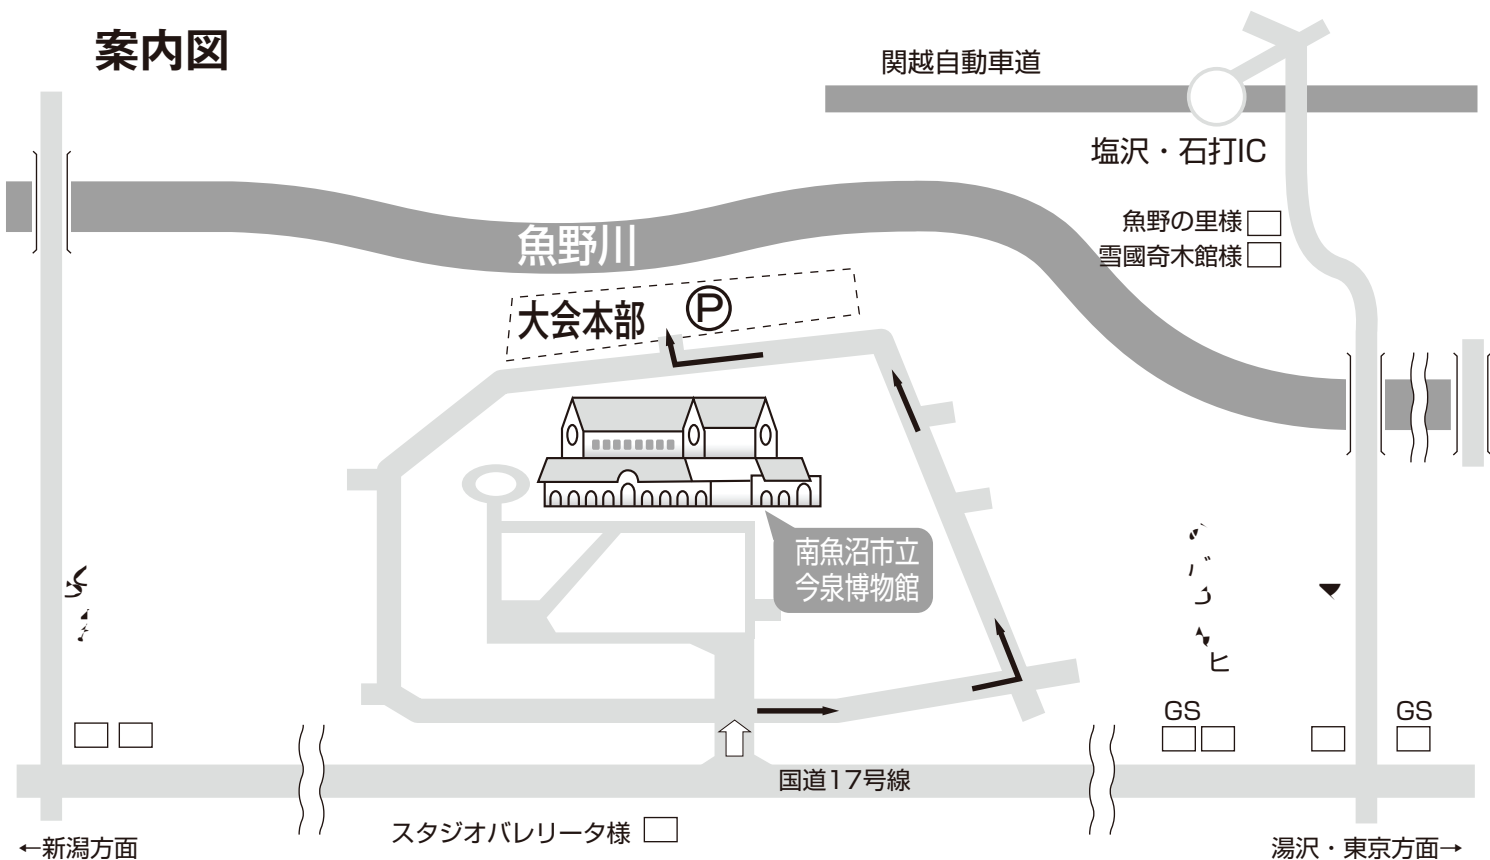 案内図
関越自動車道
塩沢・石打IC
魚野の里様
雪國奇木館様
魚野川
大会本部
P
南魚沼市立
今泉博物館
GS
GS
国道17号線
スタジオバレリータ様
←新潟方面
湯沢・東京方面→